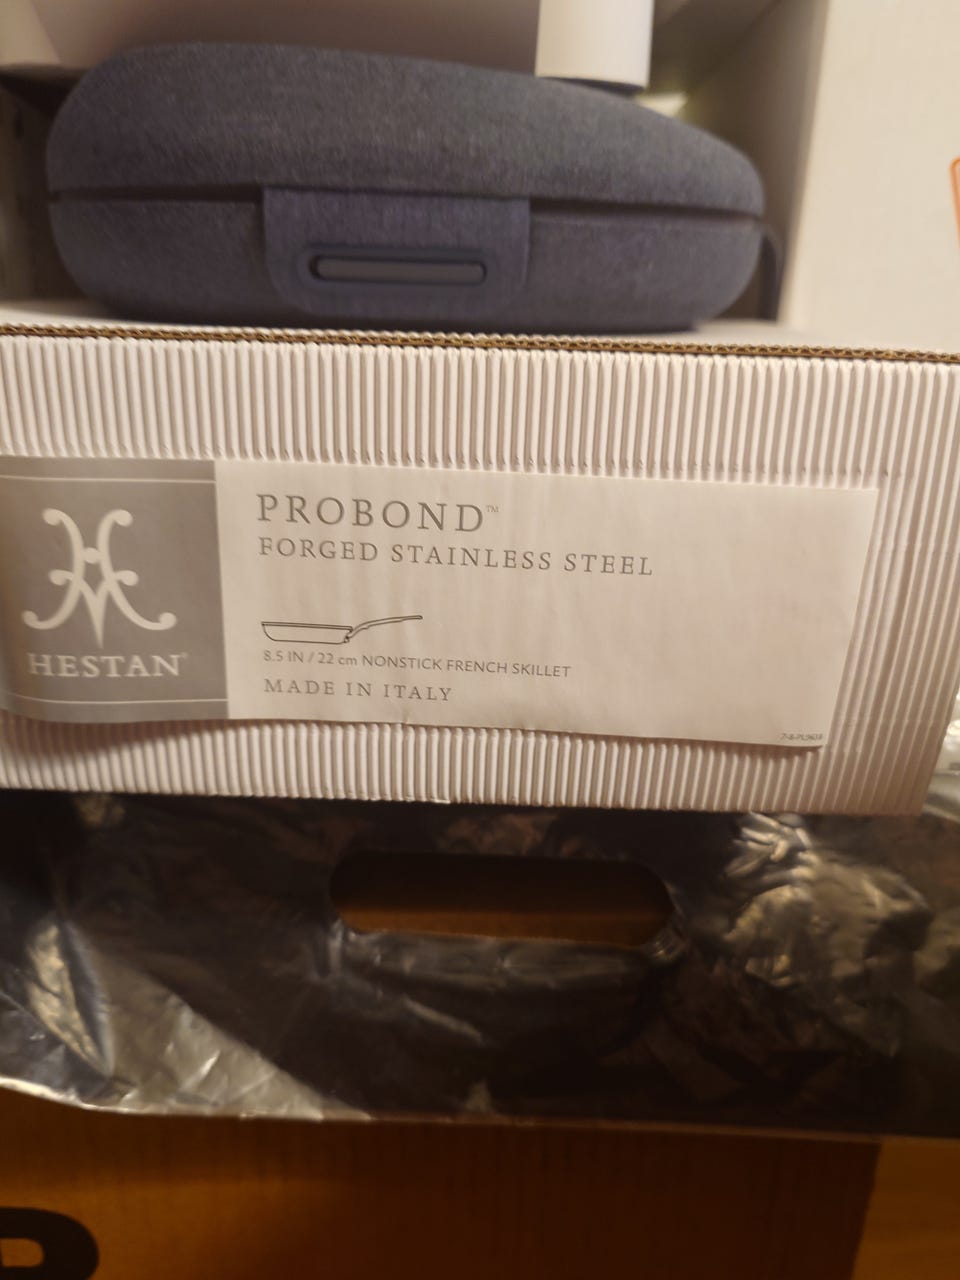 PROBOND™
FORGED STAINLESS STEEL
8.5 IN / 22 cm NONSTICK FRENCH SKILLET
MADE IN ITALY
HESTAN®